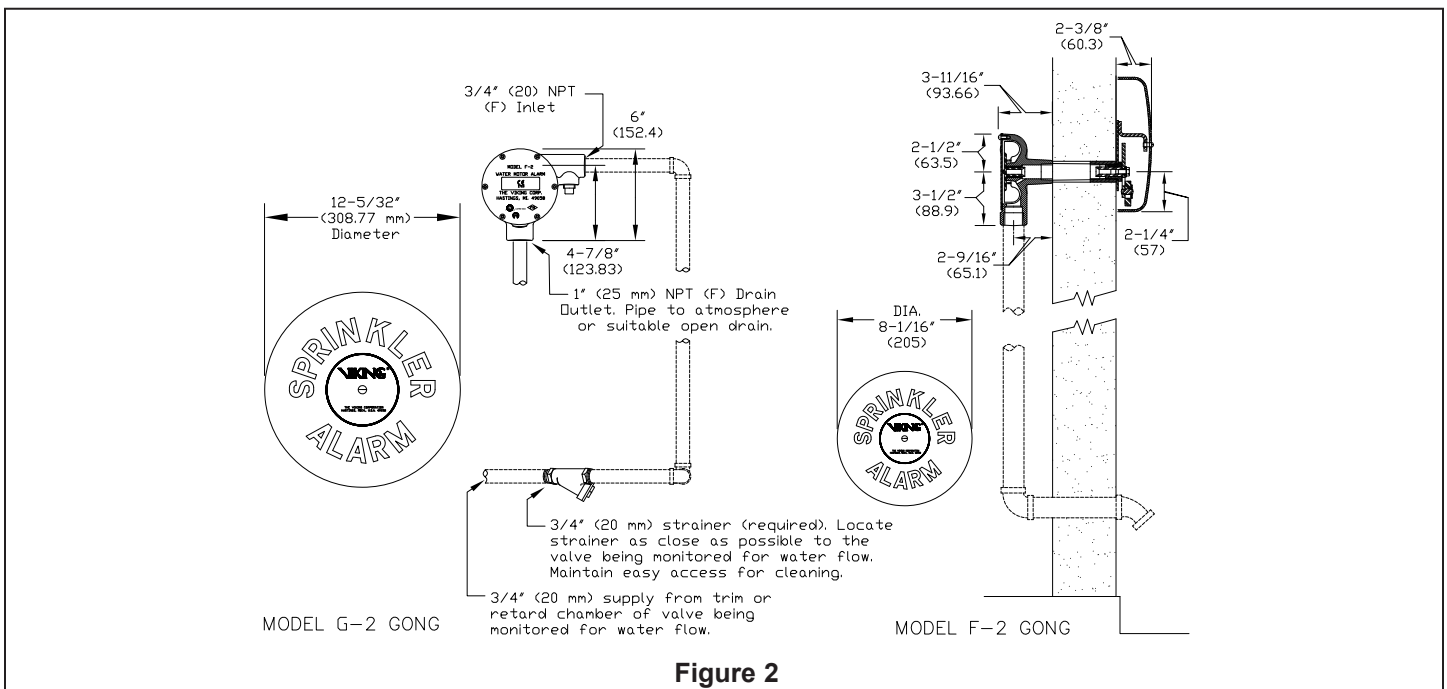 3/4" (20) NPT
(F) Inlet
6"
(152.4)
MODEL F-2
WATER MOTOR ALARM
THE VIKING CORP.
HASTINGS, MI. 49058
4-7/8"
(123.83)
1" (25 mm) NPT (F) Drain
Outlet. Pipe to atmosphere
or suitable open drain.
12-5/32"
(308.77 mm)
Diameter
SPRINKLER
VIKING
ALARM
3/4" (20 mm) strainer (required). Locate
strainer as close as possible to the
valve being monitored for water flow.
Maintain easy access for cleaning.
3/4" (20 mm) supply from trim or
retard chamber of valve being
monitored for water flow.
MODEL G-2 GONG
2-3/8"
(60.3)
3-11/16"
(93.66)
2-1/2"
(63.5)
3-1/2"
(88.9)
2-9/16"
(65.1)
2-1/4"
(57)
DIA.
8-1/16"
(205)
SPRINKLER
VIKING
ALARM
MODEL F-2 GONG
Figure 2